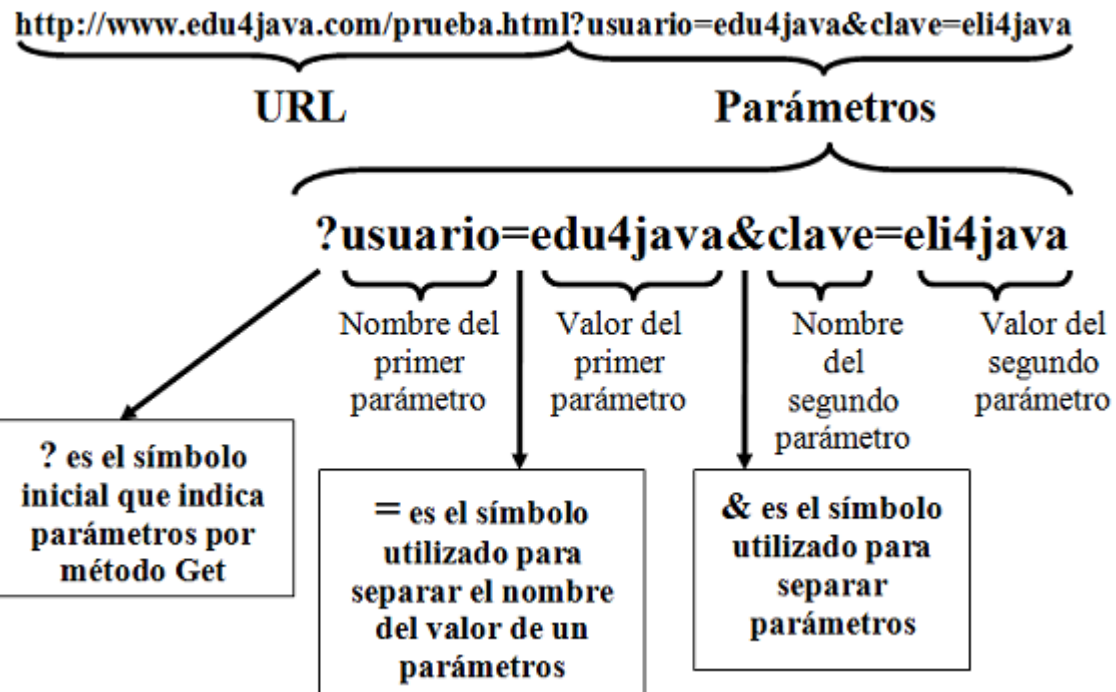 http://www.edu4java.com/prueba.html?usuario=edu4java&clave=eli4java
URL
Parámetros
?usuario=edu4java&clave=eli4java
Nombre del
primer
parámetro
Valor del
primer
parámetro
Nombre
del
segundo
parámetro
Valor del
segundo
parámetro
? es el símbolo
inicial que indica
parámetros por
método Get
= es el símbolo
utilizado para
separar el nombre
del valor de un
parámetros
& es el símbolo
utilizado para
separar
parámetros